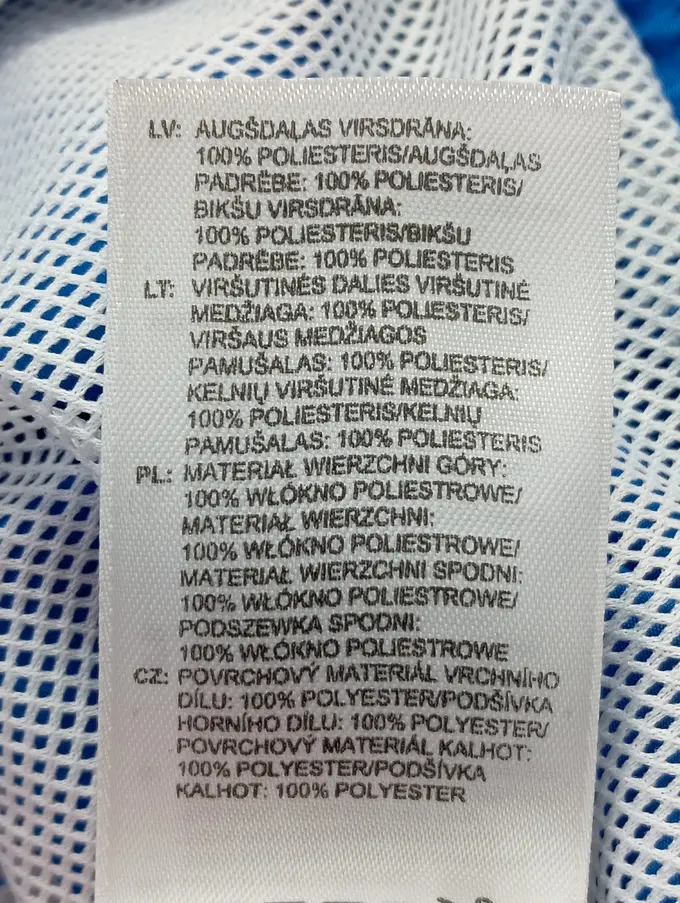 LV: AUGŠDAĻAS VIRSDRĀNA:
100% POLIESTERIS/AUGŠDAĻAS
PADRĒBE: 100% POLIESTERIS/
BIKŠU VIRSDRĀNA:
100% POLIESTERIS/BIKŠU
PADRĒBE: 100% POLIESTERIS
LT: VIRŠUTINĖS DALIES VIRŠUTINĖ
MEDŽIAGA: 100% POLIESTERIS/
VIRŠAUS MEDŽIAGOS
PAMUŠALAS: 100% POLIESTERIS/
KELNIŲ VIRŠUTINĖ MEDŽIAGA:
100% POLIESTERIS/KELNIŲ
PAMUŠALAS: 100% POLIESTERIS
PL: MATERIAŁ WIERZCHNI GÓRY:
100% WŁÓKNO POLIESTROWE/
MATERIAŁ WIERZCHNI:
100% WŁÓKNO POLIESTROWE/
MATERIAŁ WIERZCHNI SPODNI:
100% WŁÓKNO POLIESTROWE/
PODSZEWKA SPODNI:
100% WŁÓKNO POLIESTROWE
CZ: POVRCHOVÝ MATERIÁL VRCHNÍHO
DÍLU: 100% POLYESTER/PODŠÍVKA
HORNÍHO DÍLU: 100% POLYESTER/
POVRCHOVÝ MATERIÁL KALHOT:
100% POLYESTER/PODŠÍVKA
KALHOT: 100% POLYESTER